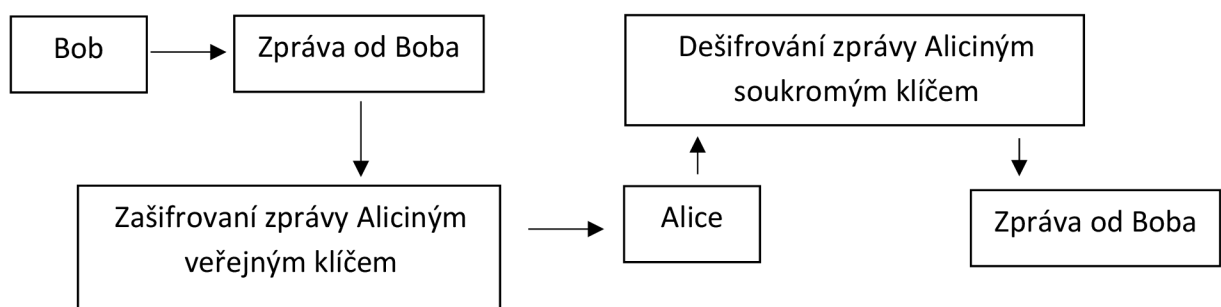 Bob
Zpráva od Boba
Zašifrovaní zprávy Aliciným
veřejným klíčem
Alice
Dešifrování zprávy Aliciným
soukromým klíčem
Zpráva od Boba